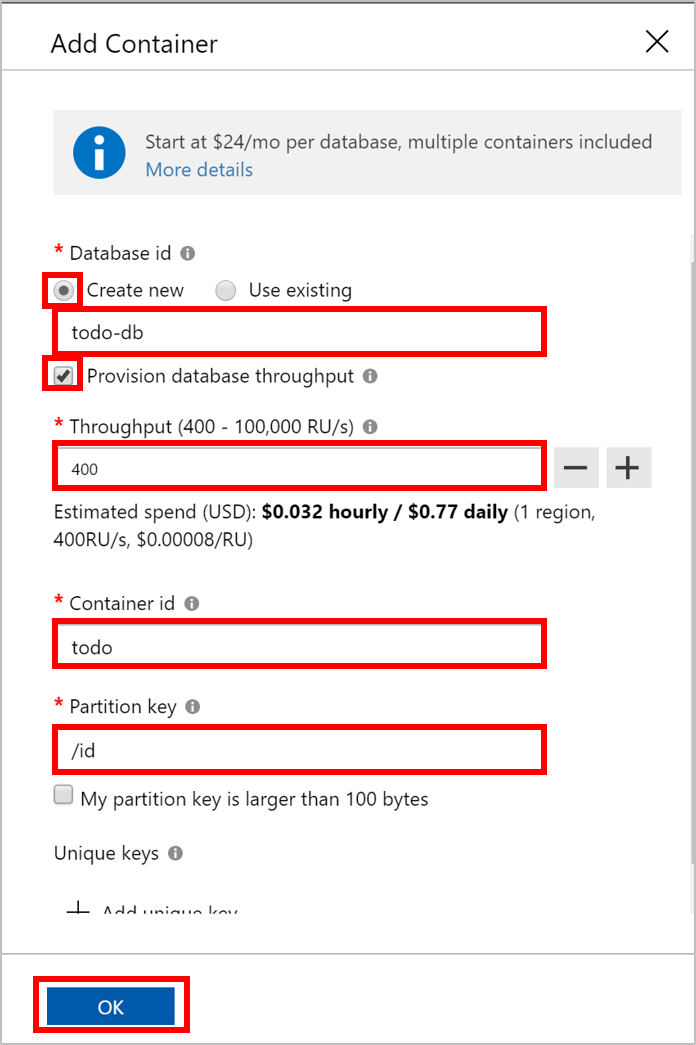 Add Container
Start at $24/mo per database, multiple containers included
More details
* Database id
Create new Use existing
todo-db
Provision database throughput
* Throughput (400 - 100,000 RU/s)
400
Estimated spend (USD): $0.032 hourly / $0.77 daily (1 region,
400RU/s, $0.00008/RU)
* Container id
todo
* Partition key
/id
My partition key is larger than 100 bytes
Unique keys
Add unique key
OK